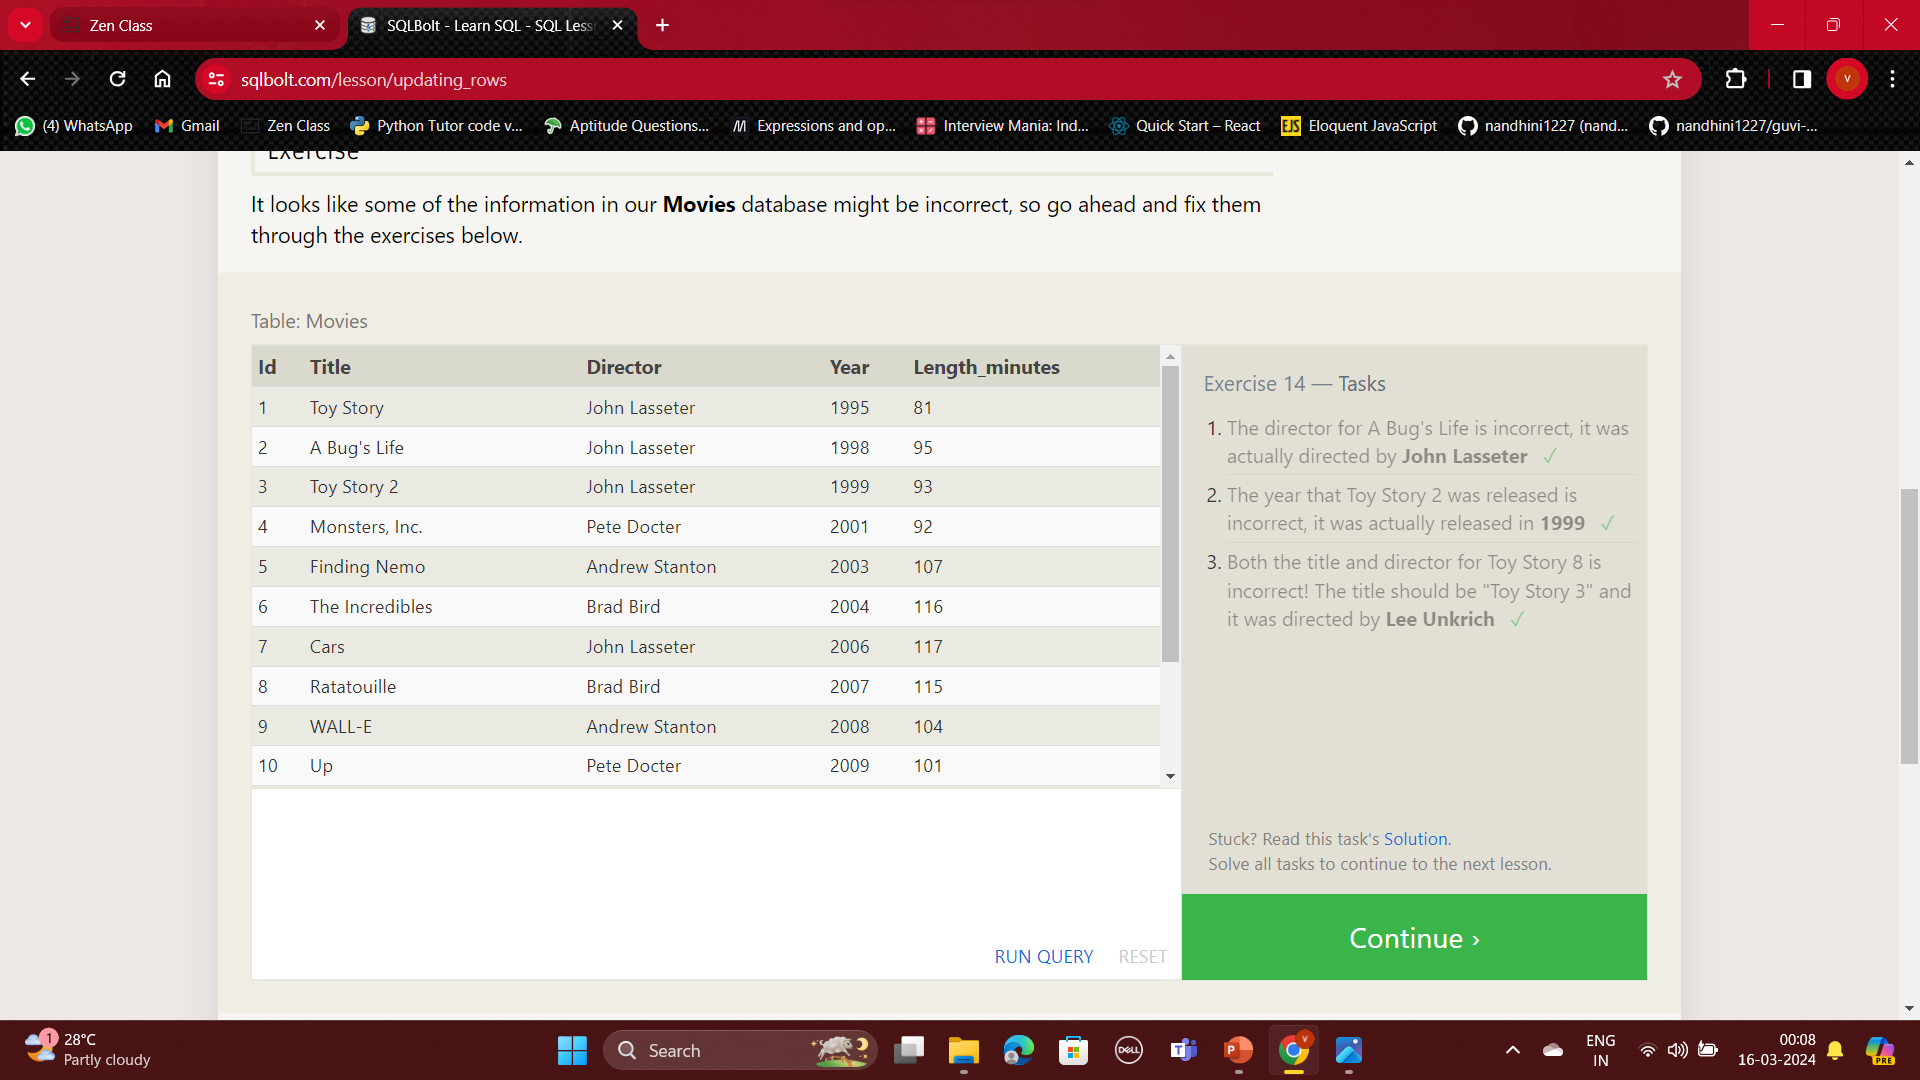 Zen Class
SQLBolt - Learn SQL - SQL Less
sqlbolt.com/lesson/updating_rows
V
(4) WhatsApp
Gmail
Zen Class
Python Tutor code v...
Aptitude Questions...
Expressions and op...
Interview Mania: Ind...
Quick Start – React
Eloquent JavaScript
nandhini1227 (nand...
nandhini1227/guvi-...
Exercise
It looks like some of the information in our Movies database might be incorrect, so go ahead and fix them
through the exercises below.
Table: Movies
Id Title Director Year Length_minutes
1 Toy Story John Lasseter 1995 81
2 A Bug's Life John Lasseter 1998 95
3 Toy Story 2 John Lasseter 1999 93
4 Monsters, Inc. Pete Docter 2001 92
5 Finding Nemo Andrew Stanton 2003 107
6 The Incredibles Brad Bird 2004 116
7 Cars John Lasseter 2006 117
8 Ratatouille Brad Bird 2007 115
9 WALL-E Andrew Stanton 2008 104
10 Up Pete Docter 2009 101
RUN QUERY RESET
Exercise 14 — Tasks
1. The director for A Bug's Life is incorrect, it was
actually directed by John Lasseter ✓
2. The year that Toy Story 2 was released is
incorrect, it was actually released in 1999 ✓
3. Both the title and director for Toy Story 8 is
incorrect! The title should be "Toy Story 3" and
it was directed by Lee Unkrich ✓
Stuck? Read this task's Solution.
Solve all tasks to continue to the next lesson.
Continue ›
1
28°C
Partly cloudy
Search
DELL
T
P
V
ENG
IN
00:08
16-03-2024
PRE